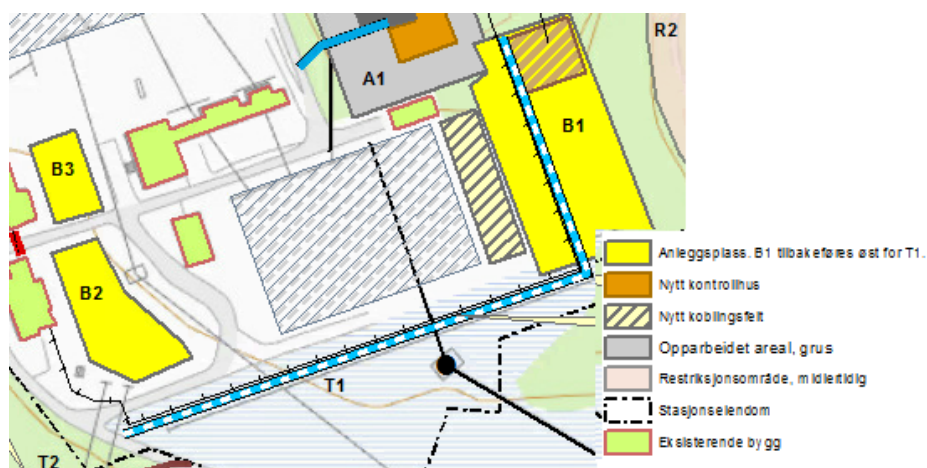 R2
A1
B1
B3
B2
T1
T2
Anleggsplass. B1 tilbakeføres øst for T1.
Nytt kontrollhus
Nytt koblingsfelt
Opparbeidet areal, grus
Restriksjonsområde, midlertidig
Stasjonseiendom
Eksisterende bygg